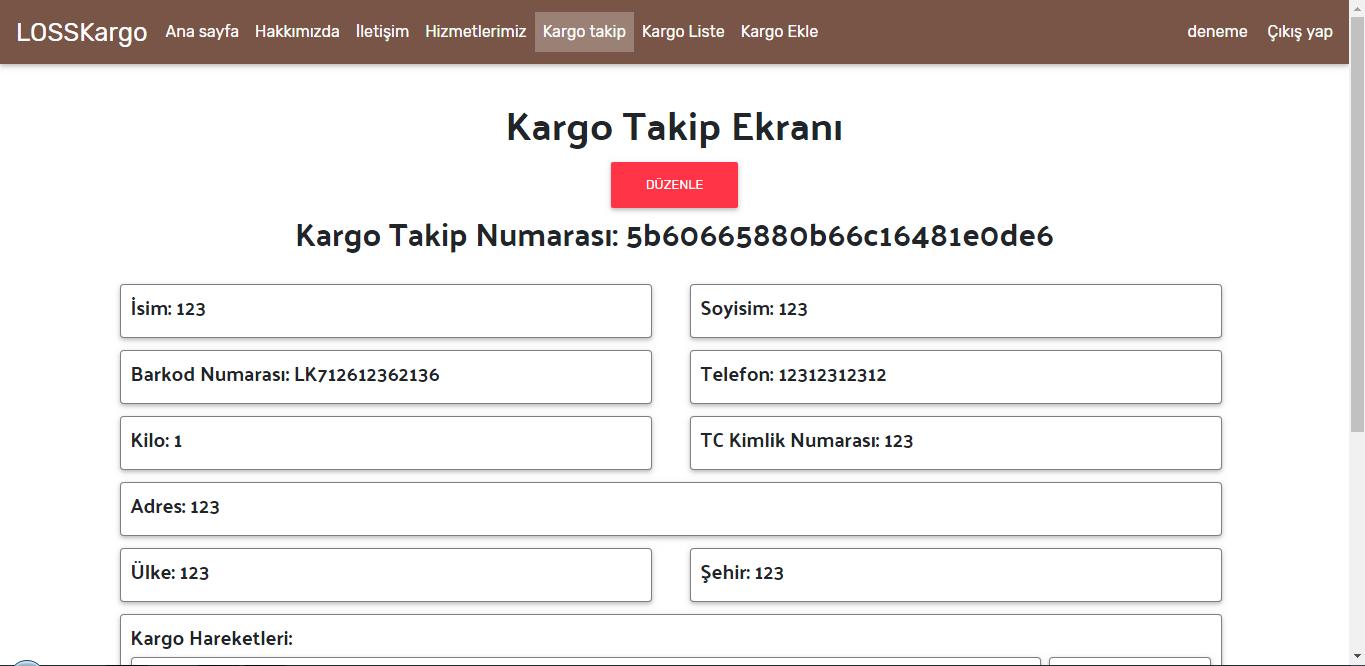 LOSSKargo Ana sayfa Hakkımızda İletişim Hizmetlerimiz Kargo takip Kargo Liste Kargo Ekle deneme Çıkış yap
Kargo Takip Ekranı
DÜZENLE
Kargo Takip Numarası: 5b60665880b66c16481e0de6
İsim: 123 Soyisim: 123
Barkod Numarası: LK712612362136 Telefon: 12312312312
Kilo: 1 TC Kimlik Numarası: 123
Adres: 123
Ülke: 123 Şehir: 123
Kargo Hareketleri: